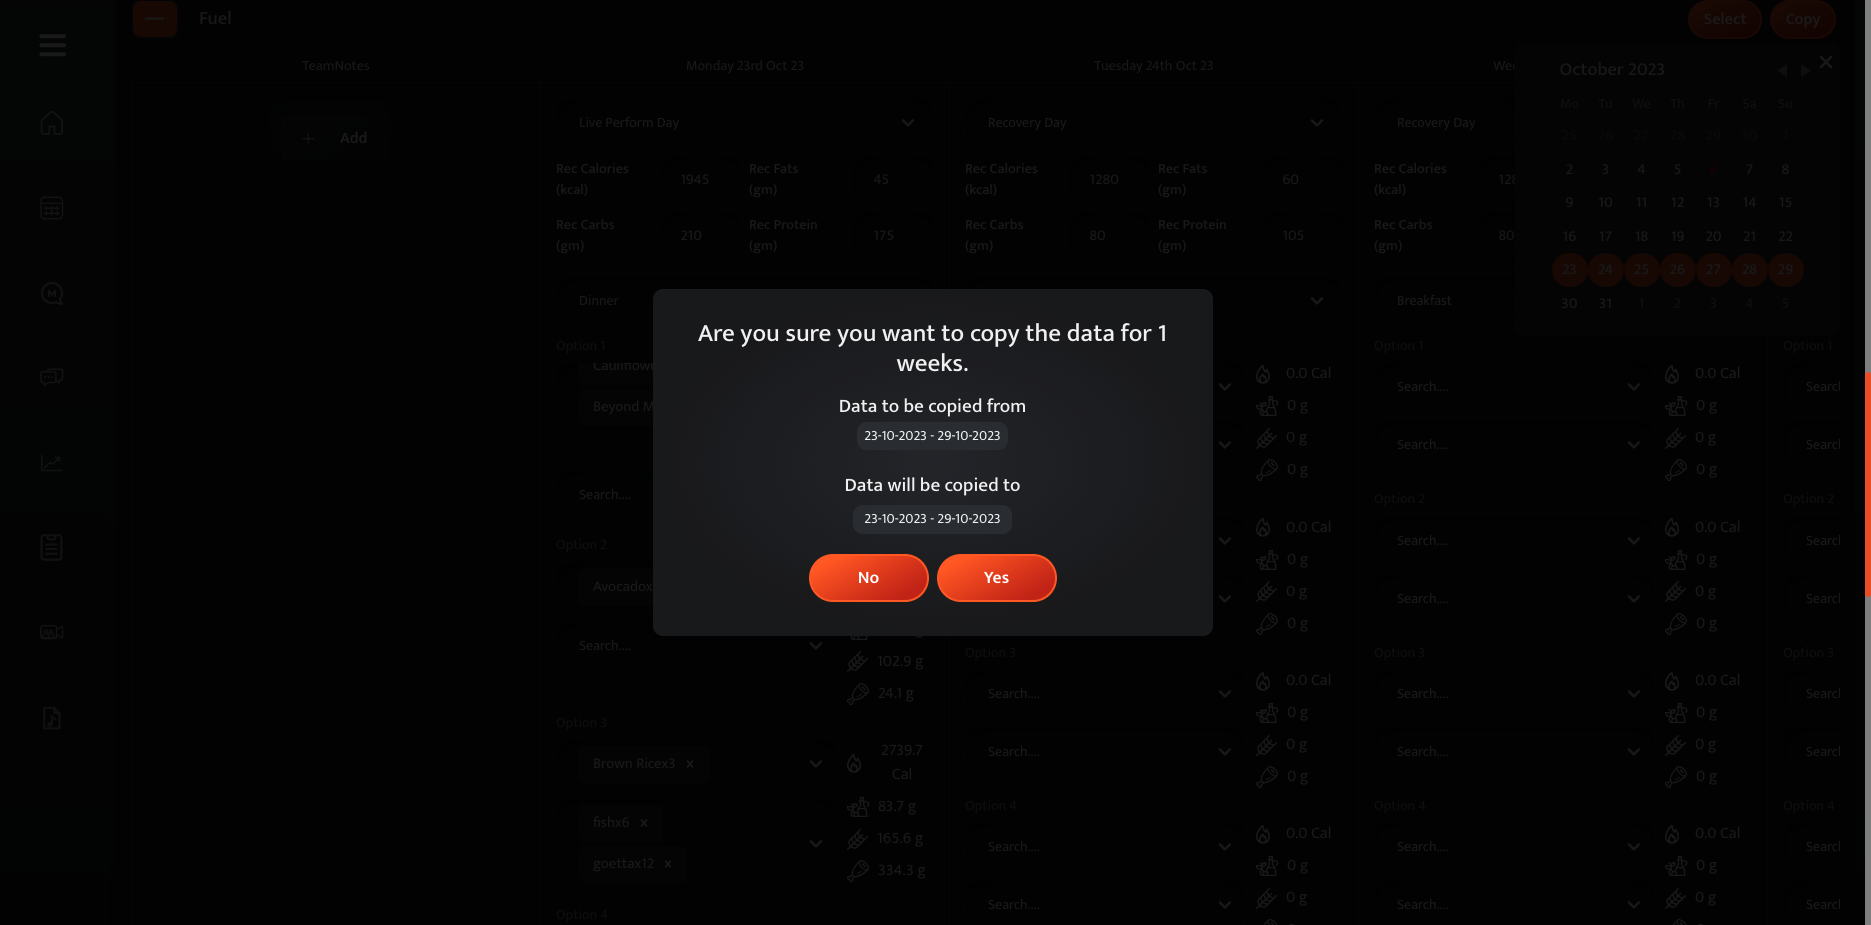 Fuel
Select
Copy
TeamNotes
Monday 23rd Oct 23
Tuesday 24th Oct 23
October 2023
Mo Tu We Th Fr Sa Su
25 26 27 28 29 30 1
2 3 4 5 6 7 8
9 10 11 12 13 14 15
16 17 18 19 20 21 22
23 24 25 26 27 28 29
30 31 1 2 3 4 5
Add
Live Perform Day
Recovery Day
Recovery Day
Rec Calories (kcal) 1945 Rec Fats (gm) 45
Rec Calories (kcal) 1280 Rec Fats (gm) 60
Rec Calories (kcal)
Rec Carbs (gm) 210 Rec Protein (gm) 175
Rec Carbs (gm) 80 Rec Protein (gm) 105
Rec Carbs (gm) 80
Dinner
Breakfast
Are you sure you want to copy the data for 1
weeks.
Data to be copied from
23-10-2023 - 29-10-2023
Data will be copied to
23-10-2023 - 29-10-2023
No
Yes
Option 1
Beyond M
Search....
Option 2
Avocadox
Search....
102.9 g
24.1 g
Option 3
Brown Ricex3 x
2739.7
Cal
fishx6 x
83.7 g
165.6 g
goettax12 x
334.3 g
Option 4
0.0 Cal
0 g
0 g
0 g
0.0 Cal
0 g
0 g
0 g
Option 3
Search....
0.0 Cal
0 g
Search....
0 g
0 g
Option 4
Search....
0.0 Cal
0 g
Search....
0 g
Option 1
Search....
0.0 Cal
0 g
Search....
0 g
0 g
Option 2
Search....
0.0 Cal
0 g
Search....
0 g
0 g
Option 3
Search....
0.0 Cal
0 g
Search....
0 g
0 g
Option 4
Search....
0.0 Cal
0 g
Search....
0 g
Option 1
Option 2
Option 3
Option 4